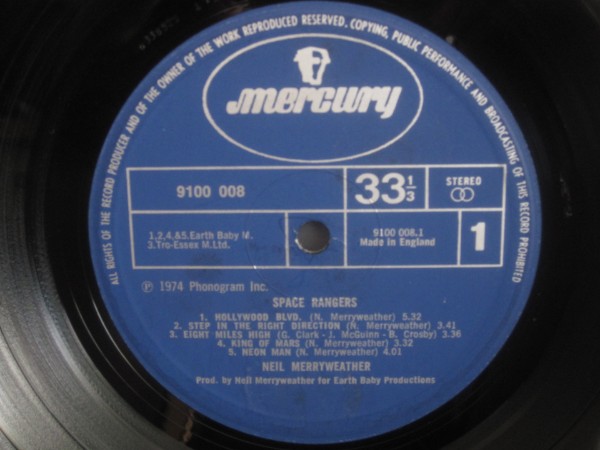 ALL RIGHTS OF THE RECORD PRODUCER AND OF THE OWNER OF THE WORK REPRODUCED RESERVED. COPYING, PUBLIC PERFORMANCE AND BROADCASTING OF THIS RECORD PROHIBITED
mercury
9100 008
33 1/3
STEREO
1,2,4,&5.Earth Baby M.
3.Tro-Essex M.Ltd.
9100 008.1
Made in England
1
℗ 1974 Phonogram Inc.
SPACE RANGERS
1. HOLLYWOOD BLVD. (N. Merryweather) 5.32
2. STEP IN THE RIGHT DIRECTION (N. Merryweather) 3.41
3. EIGHT MILES HIGH (G. Clark - J. McGuinn - B. Crosby) 3.36
4. KING OF MARS (N. Merryweather) 3.32
5. NEON MAN (N. Merryweather) 4.01
NEIL MERRYWEATHER
Prod. by Neil Merryweather for Earth Baby Productions